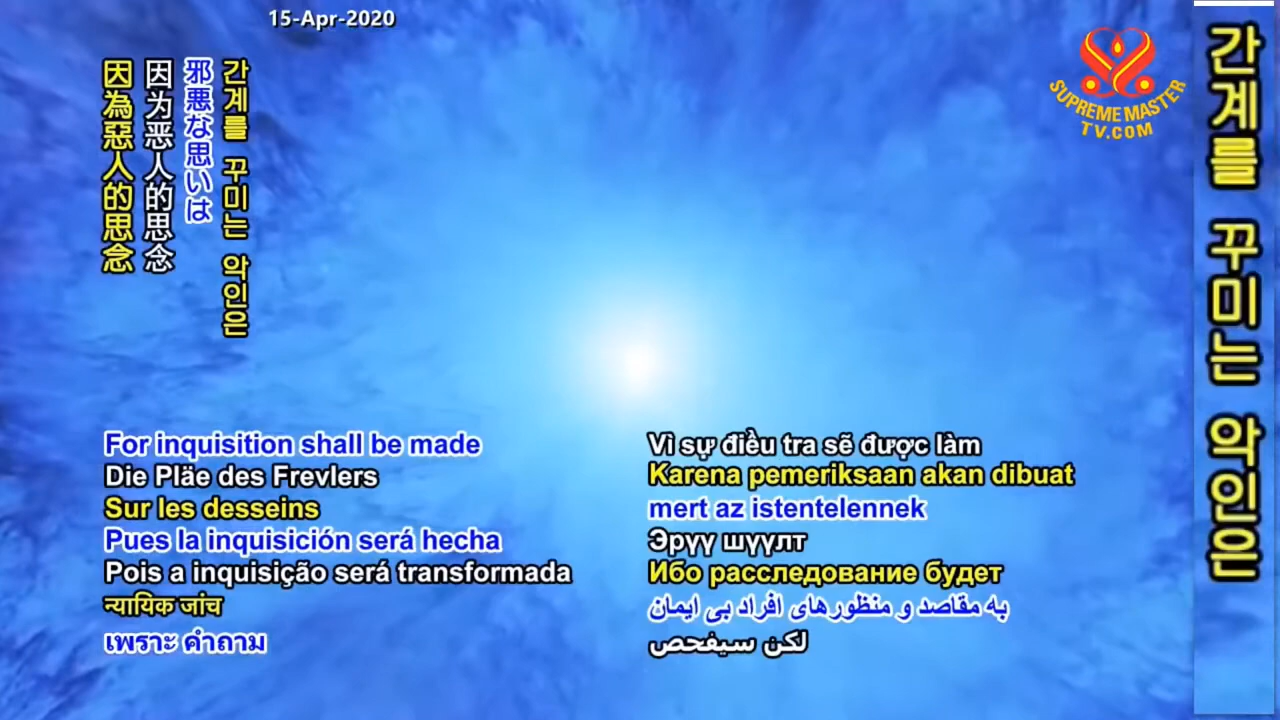 15-Apr-2020
SUPREME MASTER
TV.COM
간계를 꾸미는 악인은
간계를 꾸미는 악인은
邪悪な思いは
因为恶人的思念
因為惡人的思念
For inquisition shall be made
Die Pläe des Frevlers
Sur les desseins
Pues la inquisición será hecha
Pois a inquisição será transformada
न्यायिक जांच
เพราะ คำถาม
Vì sự điều tra sẽ được làm
Karena pemeriksaan akan dibuat
mert az istentelennek
Эрүү шүүлт
Ибо расследование будет
به مقاصد و منظورهای افراد بی ایمان
لكن سيفحص